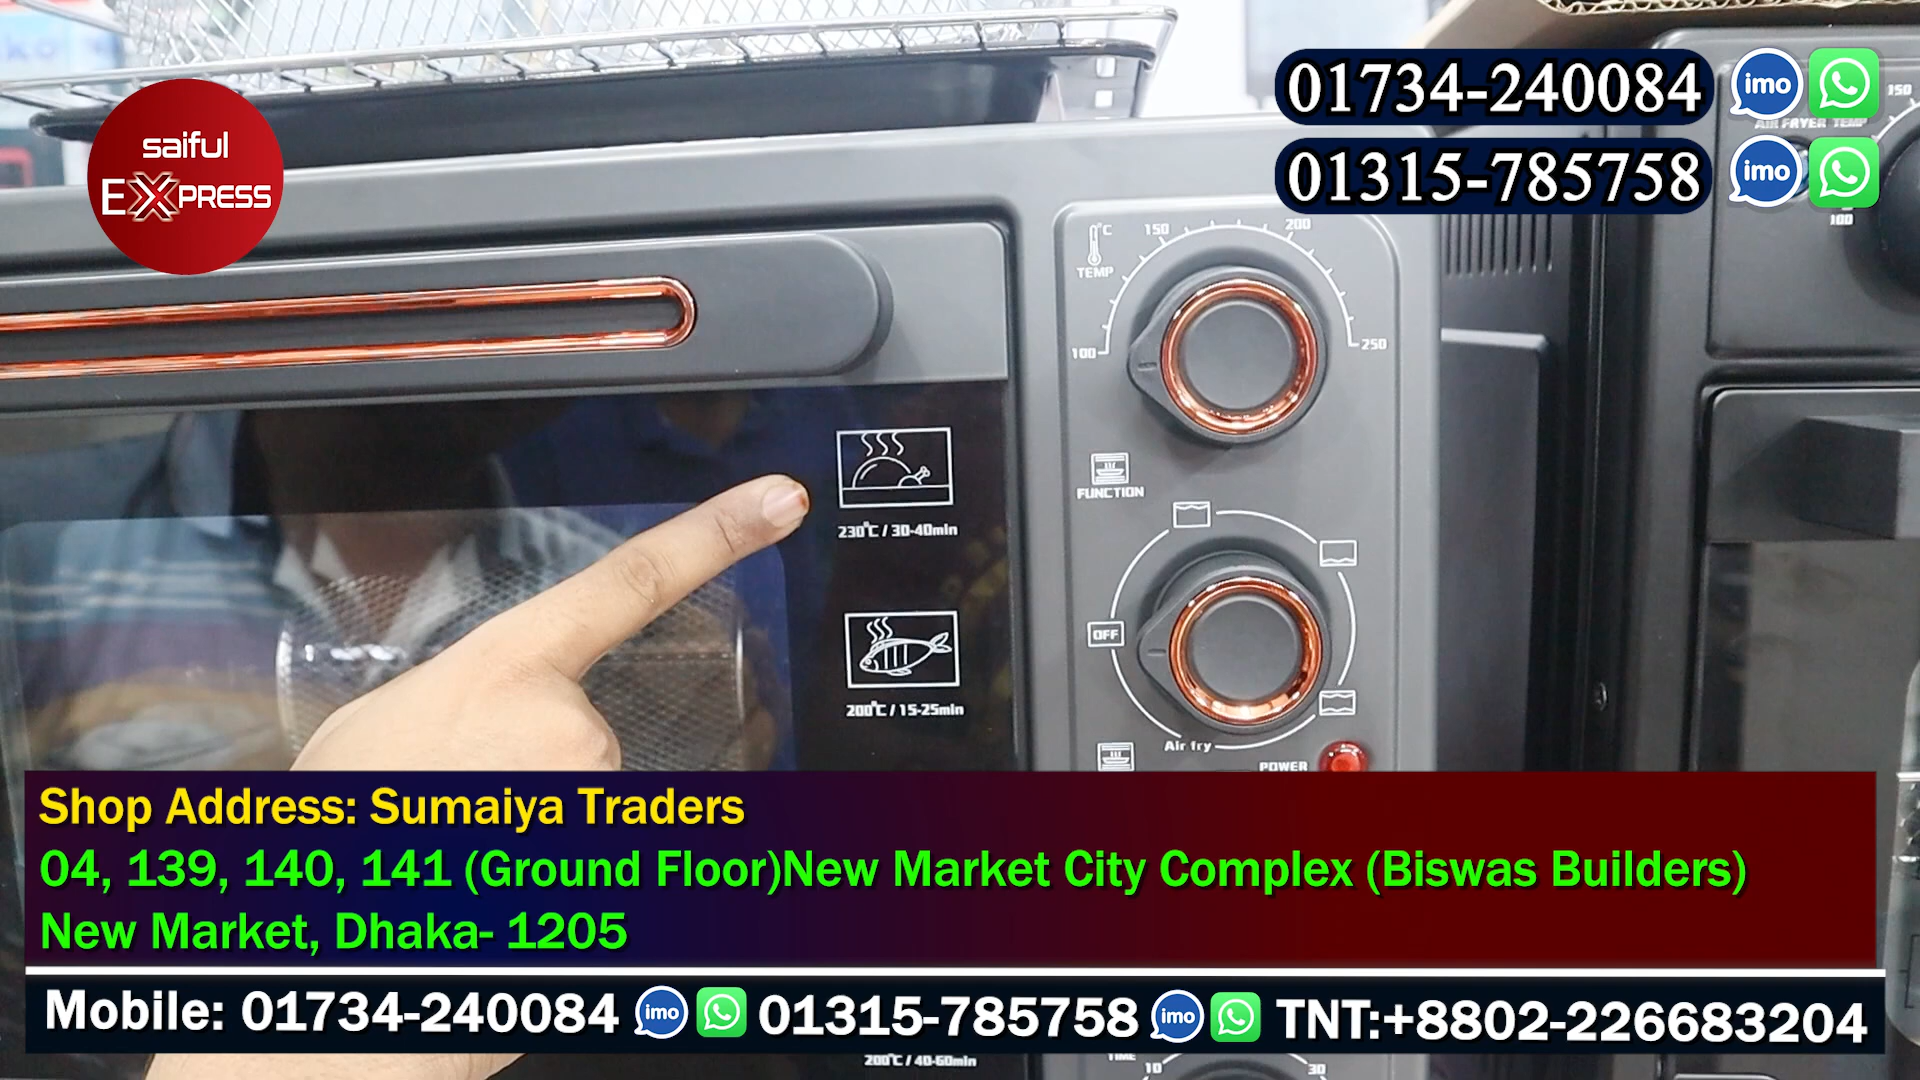 saiful
EXPRESS
01734-240084 imo
01315-785758 imo
150
AIR FRYER TEMP
100
°C
TEMP
100
150
200
250
230°C / 30-40min
FUNCTION
OFF
200°C / 15-25min
Air fry
POWER
Shop Address: Sumaiya Traders
04, 139, 140, 141 (Ground Floor)New Market City Complex (Biswas Builders)
New Market, Dhaka- 1205
Mobile: 01734-240084 imo 01315-785758 imo TNT:+8802-226683204
200°C / 40-60min
TIME
10
30